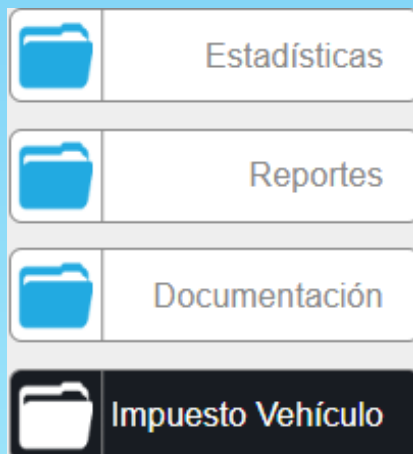 Estadísticas
Reportes
Documentación
Impuesto Vehículo